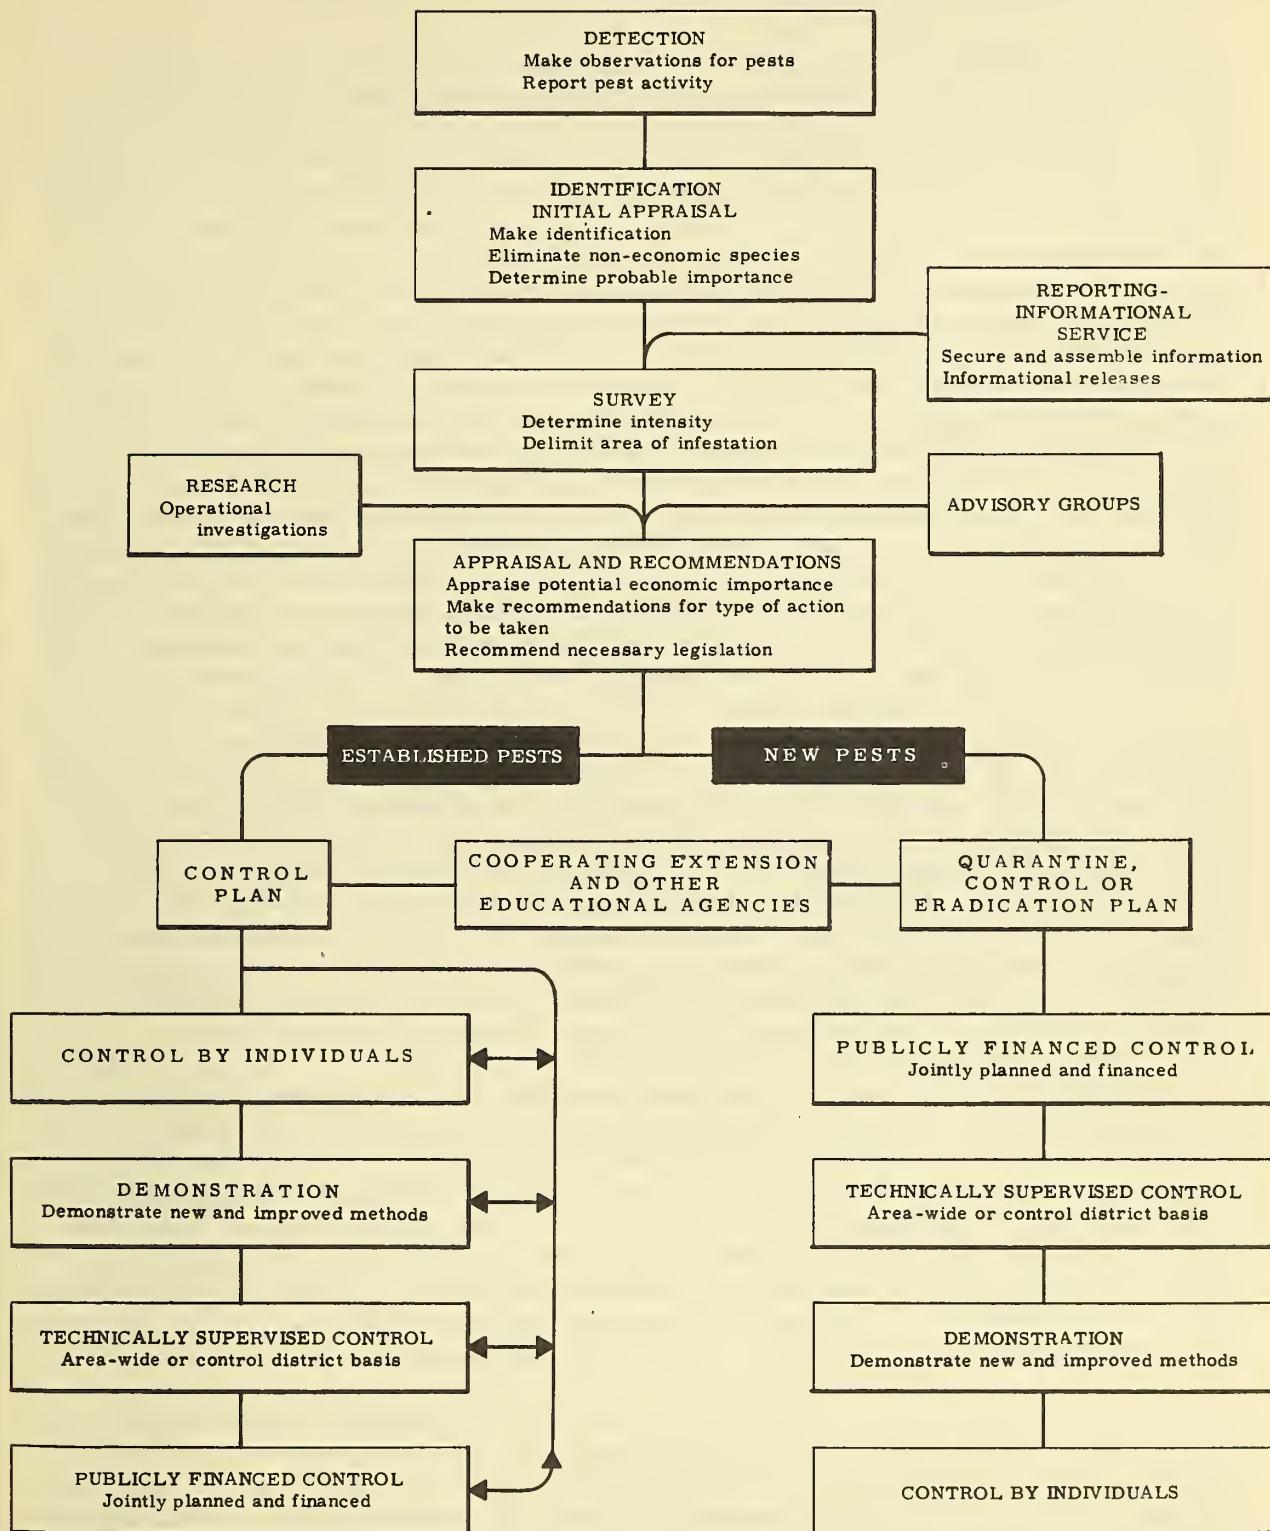 DETECTION
Make observations for pests
Report pest activity
IDENTIFICATION
INITIAL APPRAISAL
Make identification
Eliminate non-economic species
Determine probable importance
REPORTING-
INFORMATIONAL
SERVICE
Secure and assemble information
Informational releases
SURVEY
Determine intensity
Delimit area of infestation
RESEARCH
Operational
investigations
ADVISORY GROUPS
APPRAISAL AND RECOMMENDATIONS
Appraise potential economic importance
Make recommendations for type of action
to be taken
Recommend necessary legislation
ESTABLISHED PESTS
NEW PESTS
CONTROL
PLAN
COOPERATING EXTENSION
AND OTHER
EDUCATIONAL AGENCIES
QUARANTINE,
CONTROL OR
ERADICATION PLAN
CONTROL BY INDIVIDUALS
DEMONSTRATION
Demonstrate new and improved methods
TECHNICALLY SUPERVISED CONTROL
Area-wide or control district basis
PUBLICLY FINANCED CONTROL
Jointly planned and financed
PUBLICLY FINANCED CONTROL
Jointly planned and financed
TECHNICALLY SUPERVISED CONTROL
Area-wide or control district basis
DEMONSTRATION
Demonstrate new and improved methods
CONTROL BY INDIVIDUALS